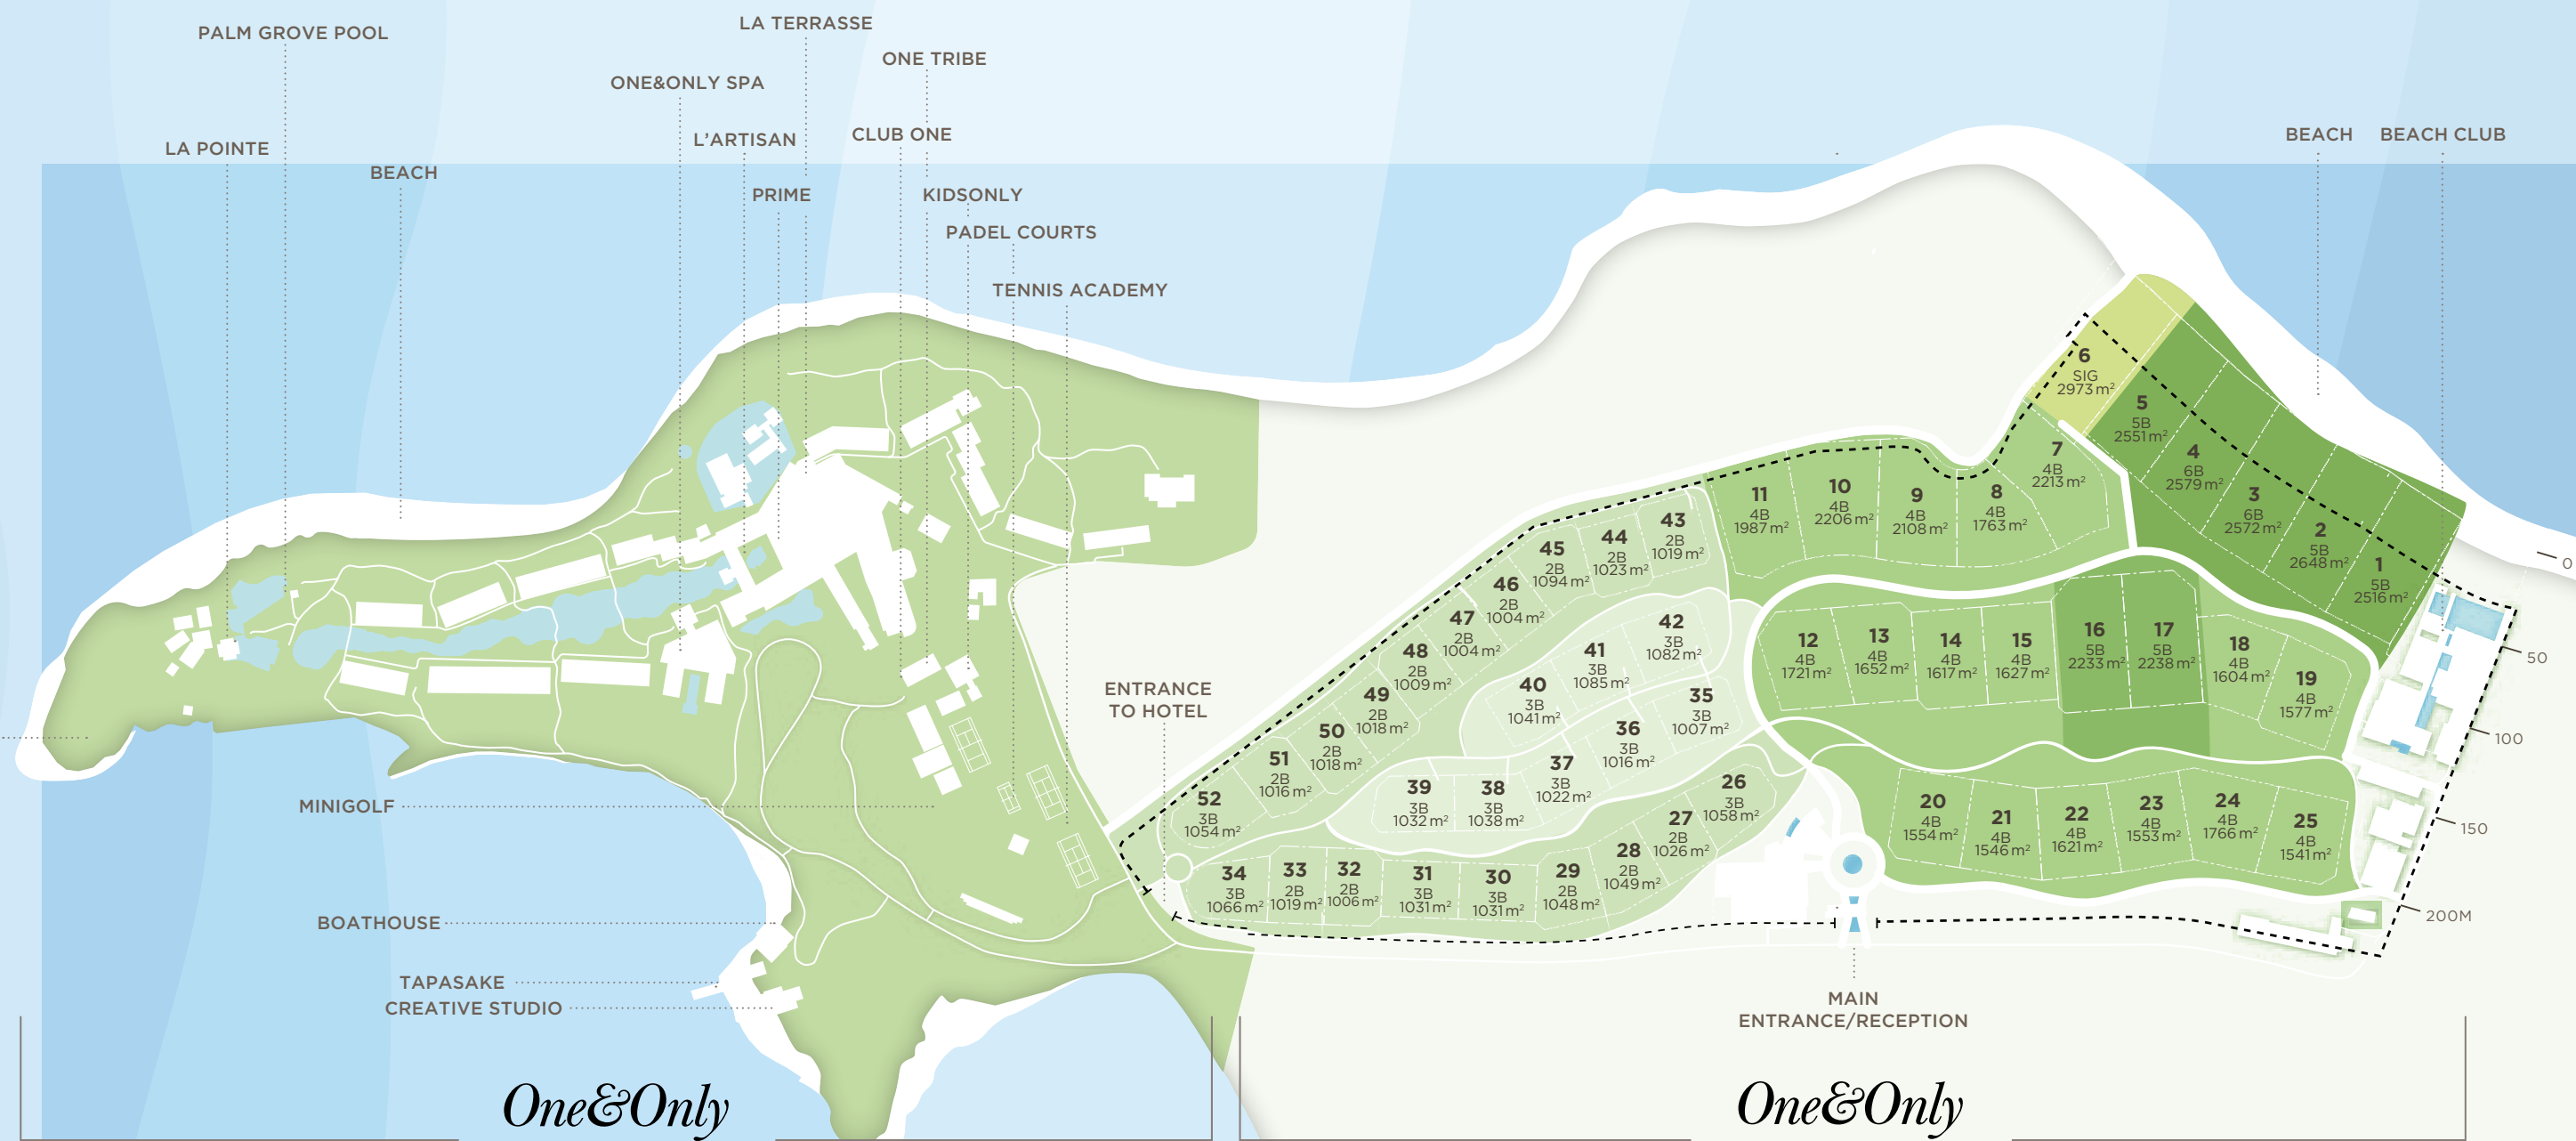 LA TERRASSE
PALM GROVE POOL
ONE TRIBE
ONE&ONLY SPA
CLUB ONE
BEACH
BEACH CLUB
L'ARTISAN
LA POINTE
BEACH
PRIME
KIDSONLY
PADEL COURTS
TENNIS ACADEMY
6
SIG
2973 m²
5
5B
2551 m²
4
6B
2579 m²
3
6B
2572 m²
2
5B
2648 m²
1
5B
2516 m²
7
4B
2213 m²
8
4B
1763 m²
9
4B
2108 m²
10
4B
2206 m²
11
4B
1987 m²
43
2B
1019 m²
44
2B
1023 m²
45
2B
1094 m²
46
2B
1004 m²
47
2B
1004 m²
48
2B
1009 m²
49
2B
1018 m²
50
2B
1018 m²
51
2B
1016 m²
52
3B
1054 m²
42
3B
1082 m²
41
3B
1085 m²
40
3B
1041 m²
35
3B
1007 m²
36
3B
1016 m²
37
3B
1022 m²
38
3B
1038 m²
39
3B
1032 m²
12
4B
1721 m²
13
4B
1652 m²
14
4B
1617 m²
15
4B
1627 m²
16
5B
2233 m²
17
5B
2238 m²
18
4B
1604 m²
19
4B
1577 m²
20
4B
1554 m²
21
4B
1546 m²
22
4B
1621 m²
23
4B
1553 m²
24
4B
1766 m²
25
4B
1541 m²
26
3B
1058 m²
27
2B
1026 m²
28
2B
1049 m²
29
2B
1048 m²
30
3B
1031 m²
31
3B
1031 m²
32
2B
1006 m²
33
2B
1019 m²
34
3B
1066 m²
0
50
100
150
200M
ENTRANCE
TO HOTEL
MINIGOLF
BOATHOUSE
TAPASAKE
CREATIVE STUDIO
MAIN
ENTRANCE/RECEPTION
One&Only
One&Only